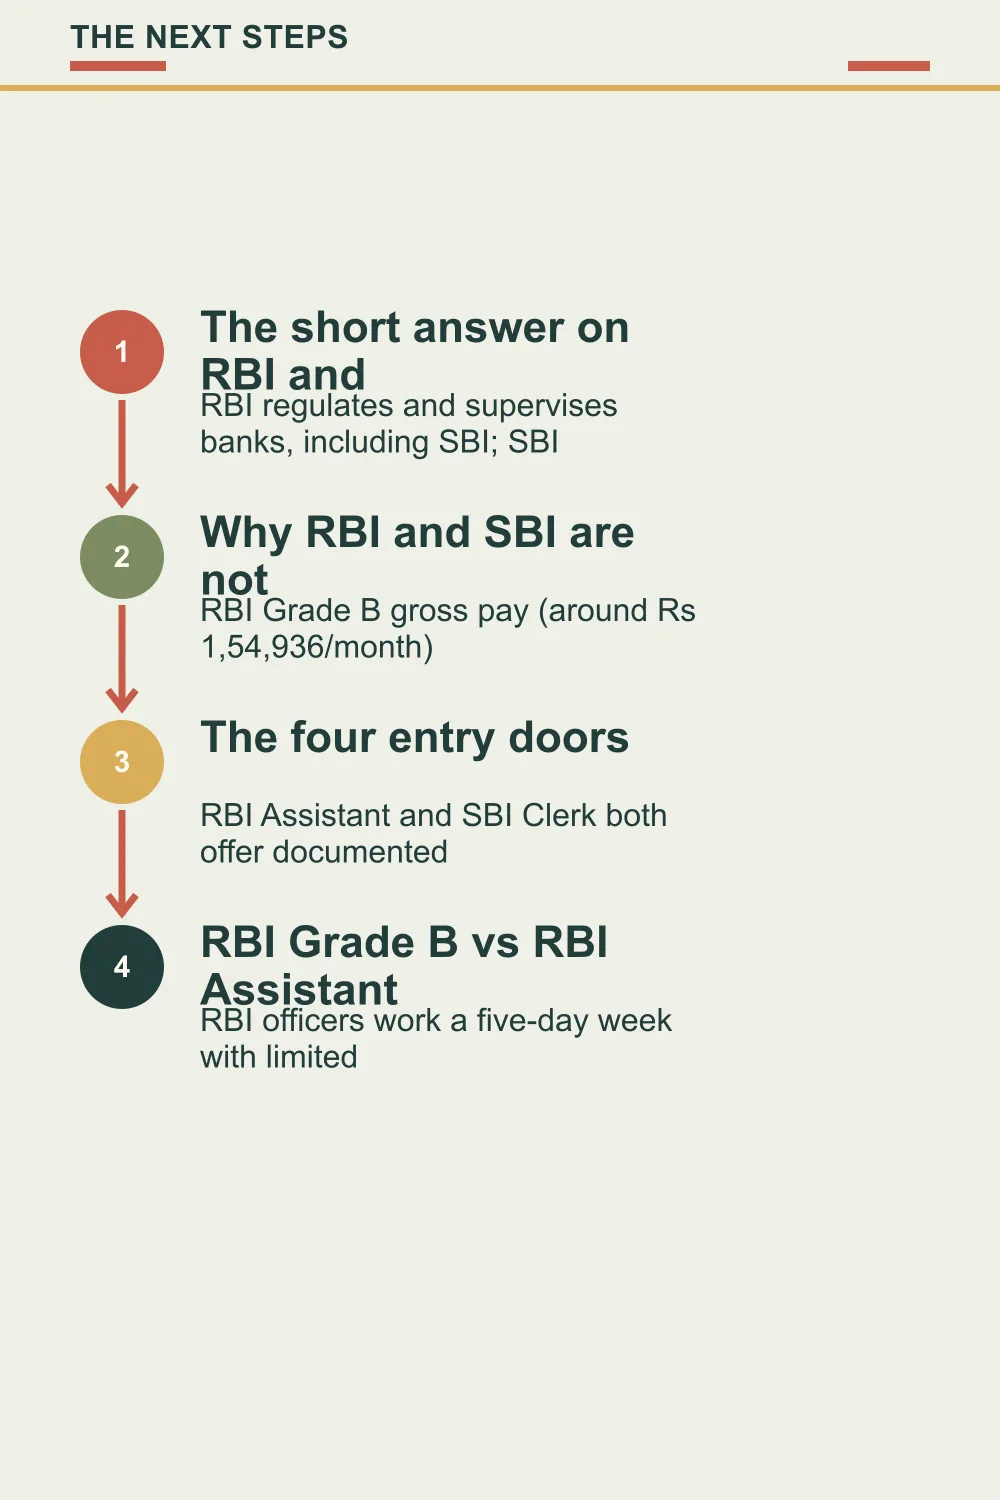 THE NEXT STEPS
1
The short answer on
RBI and
RBI regulates and supervises
banks, including SBI; SBI
2
Why RBI and SBI are
not
RBI Grade B gross pay (around Rs
1,54,936/month)
3
The four entry doors
RBI Assistant and SBI Clerk both
offer documented
4
RBI Grade B vs RBI
Assistant
RBI officers work a five-day week
with limited